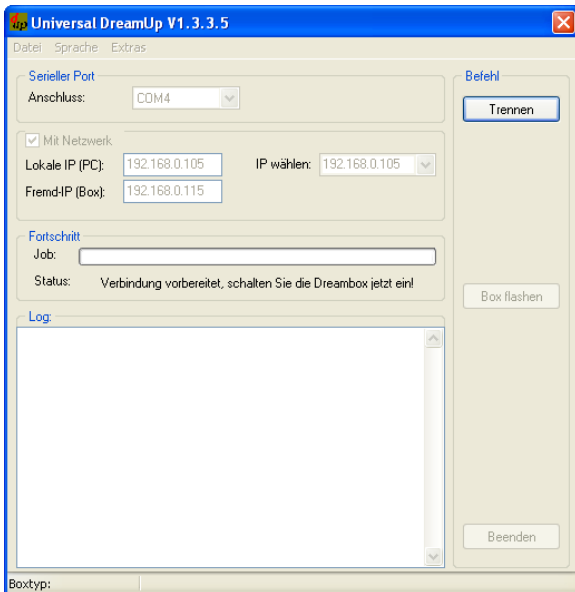 up Universal DreamUp V1.3.3.5
Datei Sprache Extras
Serieller Port
Anschluss: COM4
Mit Netzwerk
Lokale IP (PC): 192.168.0.105 IP wählen: 192.168.0.105
Fremd-IP (Box): 192.168.0.115
Fortschritt
Job:
Status: Verbindung vorbereitet, schalten Sie die Dreambox jetzt ein!
Log:
Befehl
Trennen
Box flashen
Beenden
Boxtyp: